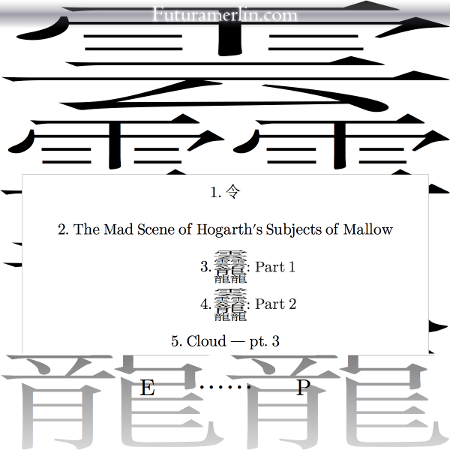 Futuramerlin.com
1. 令
2. The Mad Scene of Hogarth's Subjects of Mallow
3. 𱁬: Part 1
4. 𱁬: Part 2
5. Cloud — pt. 3
E ...... P